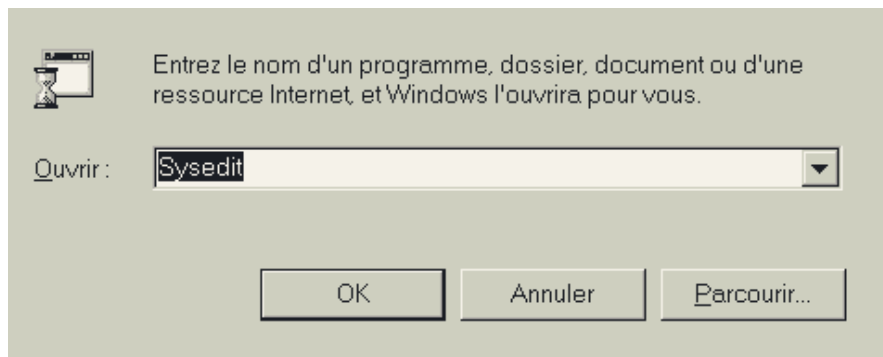 Entrez le nom d'un programme, dossier, document ou d'une
ressource Internet, et Windows l'ouvrira pour vous.
Ouvrir :
Sysedit
OK
Annuler
Parcourir...